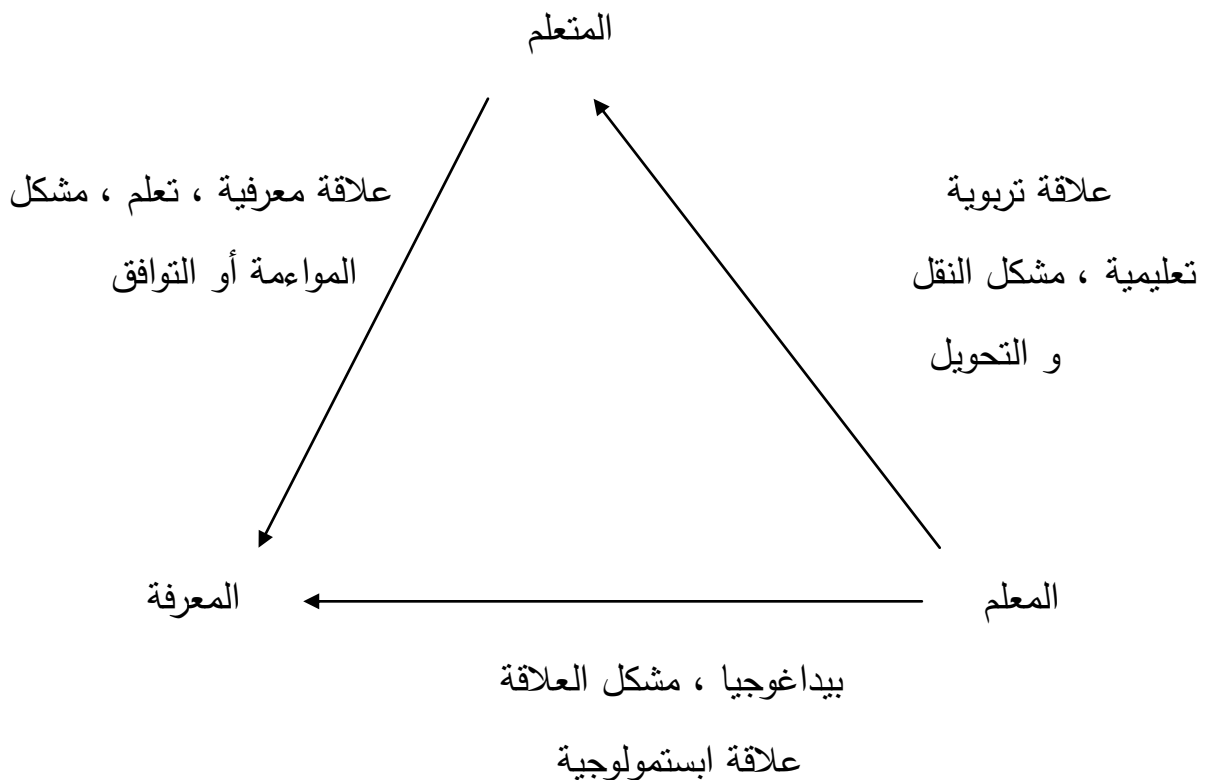 المتعلم
علاقة تربوية
تعليمية ، مشكل النقل
و التحويل
علاقة معرفية ، تعلم ، مشكل
المواءمة أو التوافق
المعلم
المعرفة
بيداغوجيا ، مشكل العلاقة
علاقة ابستمولوجية